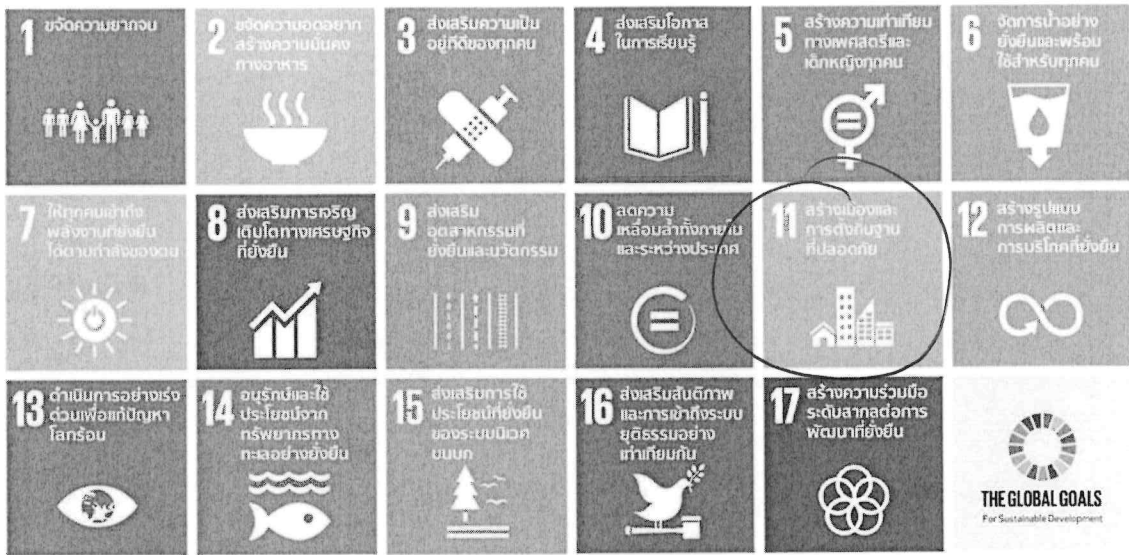 1 ขจัดความยากจน
2 ขจัดความอดอยาก
สร้างความมั่นคง
ทางอาหาร
3 ส่งเสริมความเป็น
อยู่ที่ดีของทุกคน
4 ส่งเสริมโอกาส
ในการเรียนรู้
5 สร้างความเท่าเทียม
ทางเพศสตรีและ
เด็กหญิงทุกคน
6 จัดการน้ำอย่าง
ยั่งยืนและพร้อม
ใช้สำหรับทุกคน
7 ให้ทุกคนเข้าถึง
พลังงานที่ยั่งยืน
ได้ตามกำลังของตน
8 ส่งเสริมการเจริญ
เติบโตทางเศรษฐกิจ
ที่ยั่งยืน
9 ส่งเสริม
อุตสาหกรรมที่
ยั่งยืนและนวัตกรรม
10 ลดความ
เหลื่อมล้ำทั้งภายใน
และระหว่างประเทศ
11 สร้างเมืองและ
การตั้งถิ่นฐาน
ที่ปลอดภัย
12 สร้างรูปแบบ
การผลิตและ
การบริโภคที่ยั่งยืน
13 ดำเนินการอย่างเร่ง
ด่วนเพื่อแก้ปัญหา
โลกร้อน
14 อนุรักษ์และใช้
ประโยชน์จาก
ทรัพยากรทาง
ทะเลอย่างยั่งยืน
15 ส่งเสริมการใช้
ประโยชน์ที่ยั่งยืน
ของระบบนิเวศ
บนบก
16 ส่งเสริมสันติภาพ
และการเข้าถึงระบบ
ยุติธรรมอย่าง
เท่าเทียมกัน
17 สร้างความร่วมมือ
ระดับสากลต่อการ
พัฒนาที่ยั่งยืน
THE GLOBAL GOALS
For Sustainable Development